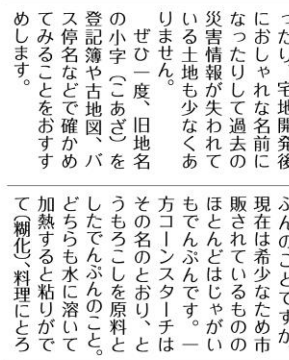 ったり、宅地開発後
におしゃれな名前に
なったりして過去の
災害情報が失われて
いる土地も少なくあ
りません。
ぜひ一度、旧地名
の小字（こあざ）を
登記簿や古地図、バ
ス停名などで確かめ
てみることをおすす
めします。
ぷんのことですが
現在は希少なため市
販されているものの
ほとんどはじゃがい
もでんぷんです。一
方コーンスターチは
その名のとおり、と
うもろこしを原料と
したでんぷんのこと。
どちらも水に溶いて
加熱すると粘りがで
て（糊化）、料理にとろ